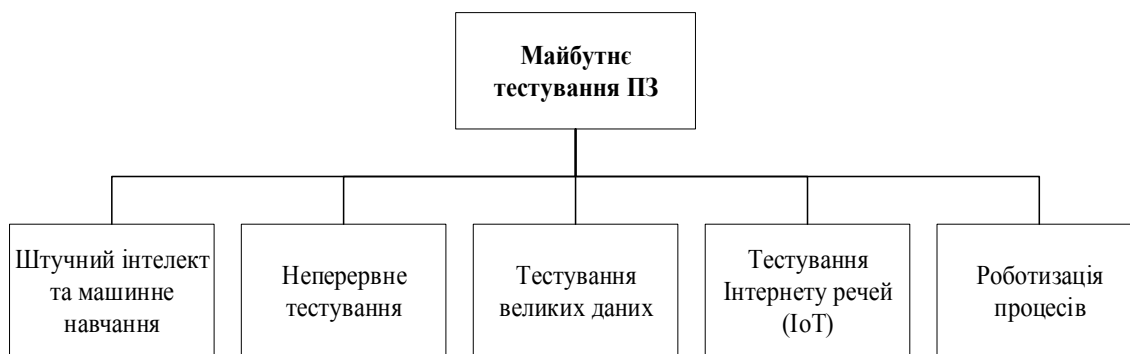 Майбутнє
тестування ПЗ
Штучний інтелект
та машинне
навчання
Неперервне
тестування
Тестування
великих даних
Тестування
Інтернету речей
(IoT)
Роботизація
процесів